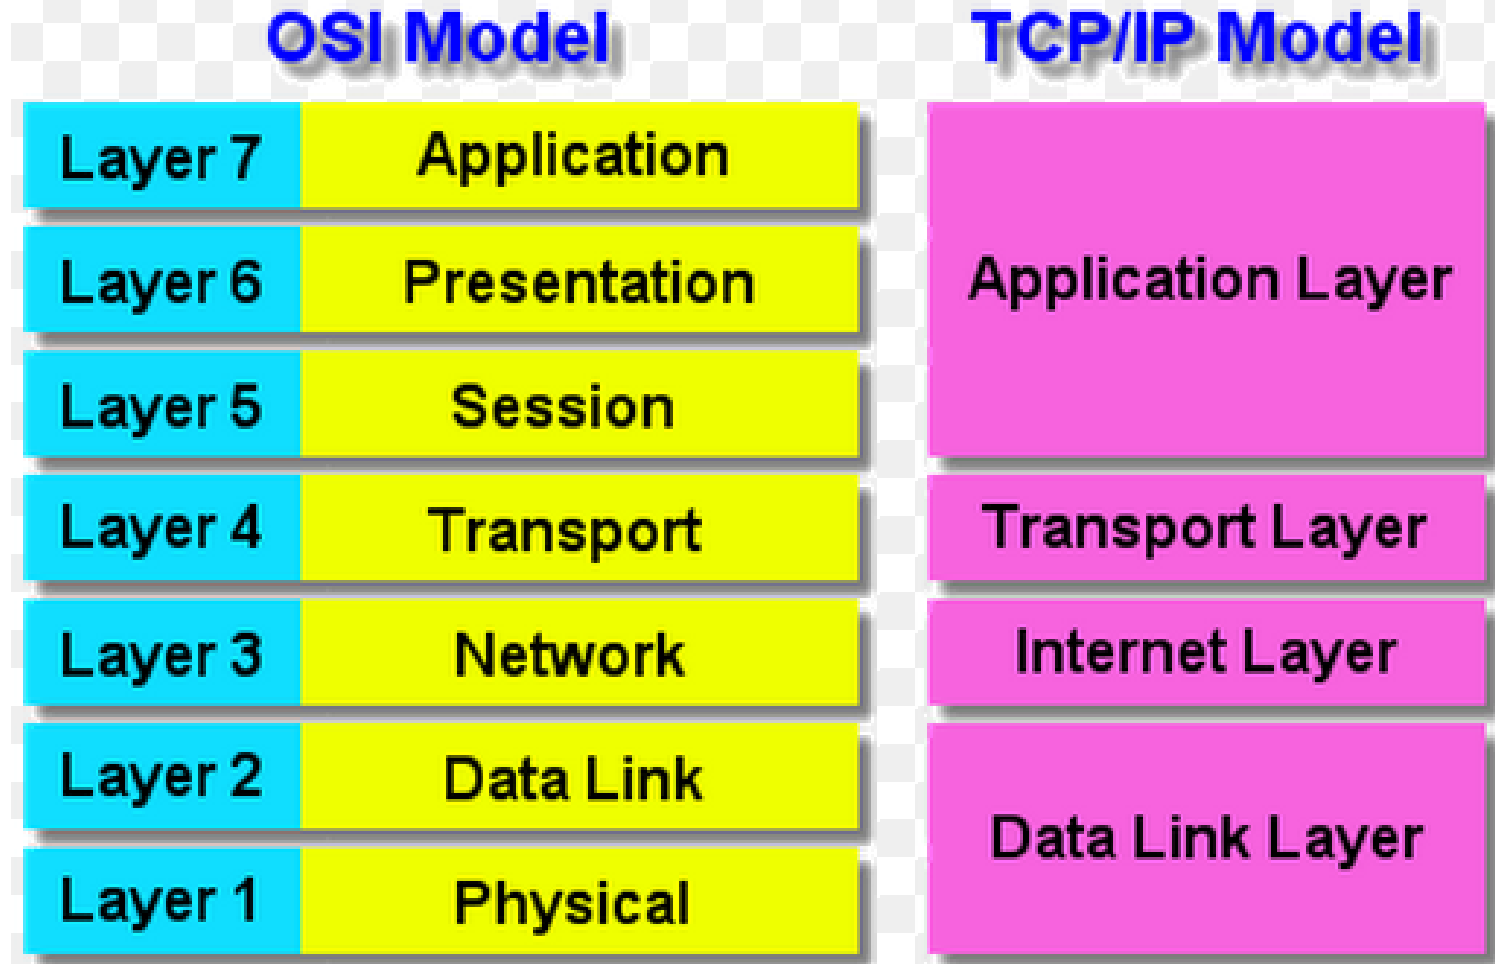 OSI Model
TCP/IP Model
Layer 7 Application
Layer 6 Presentation
Layer 5 Session
Layer 4 Transport
Layer 3 Network
Layer 2 Data Link
Layer 1 Physical
Application Layer
Transport Layer
Internet Layer
Data Link Layer